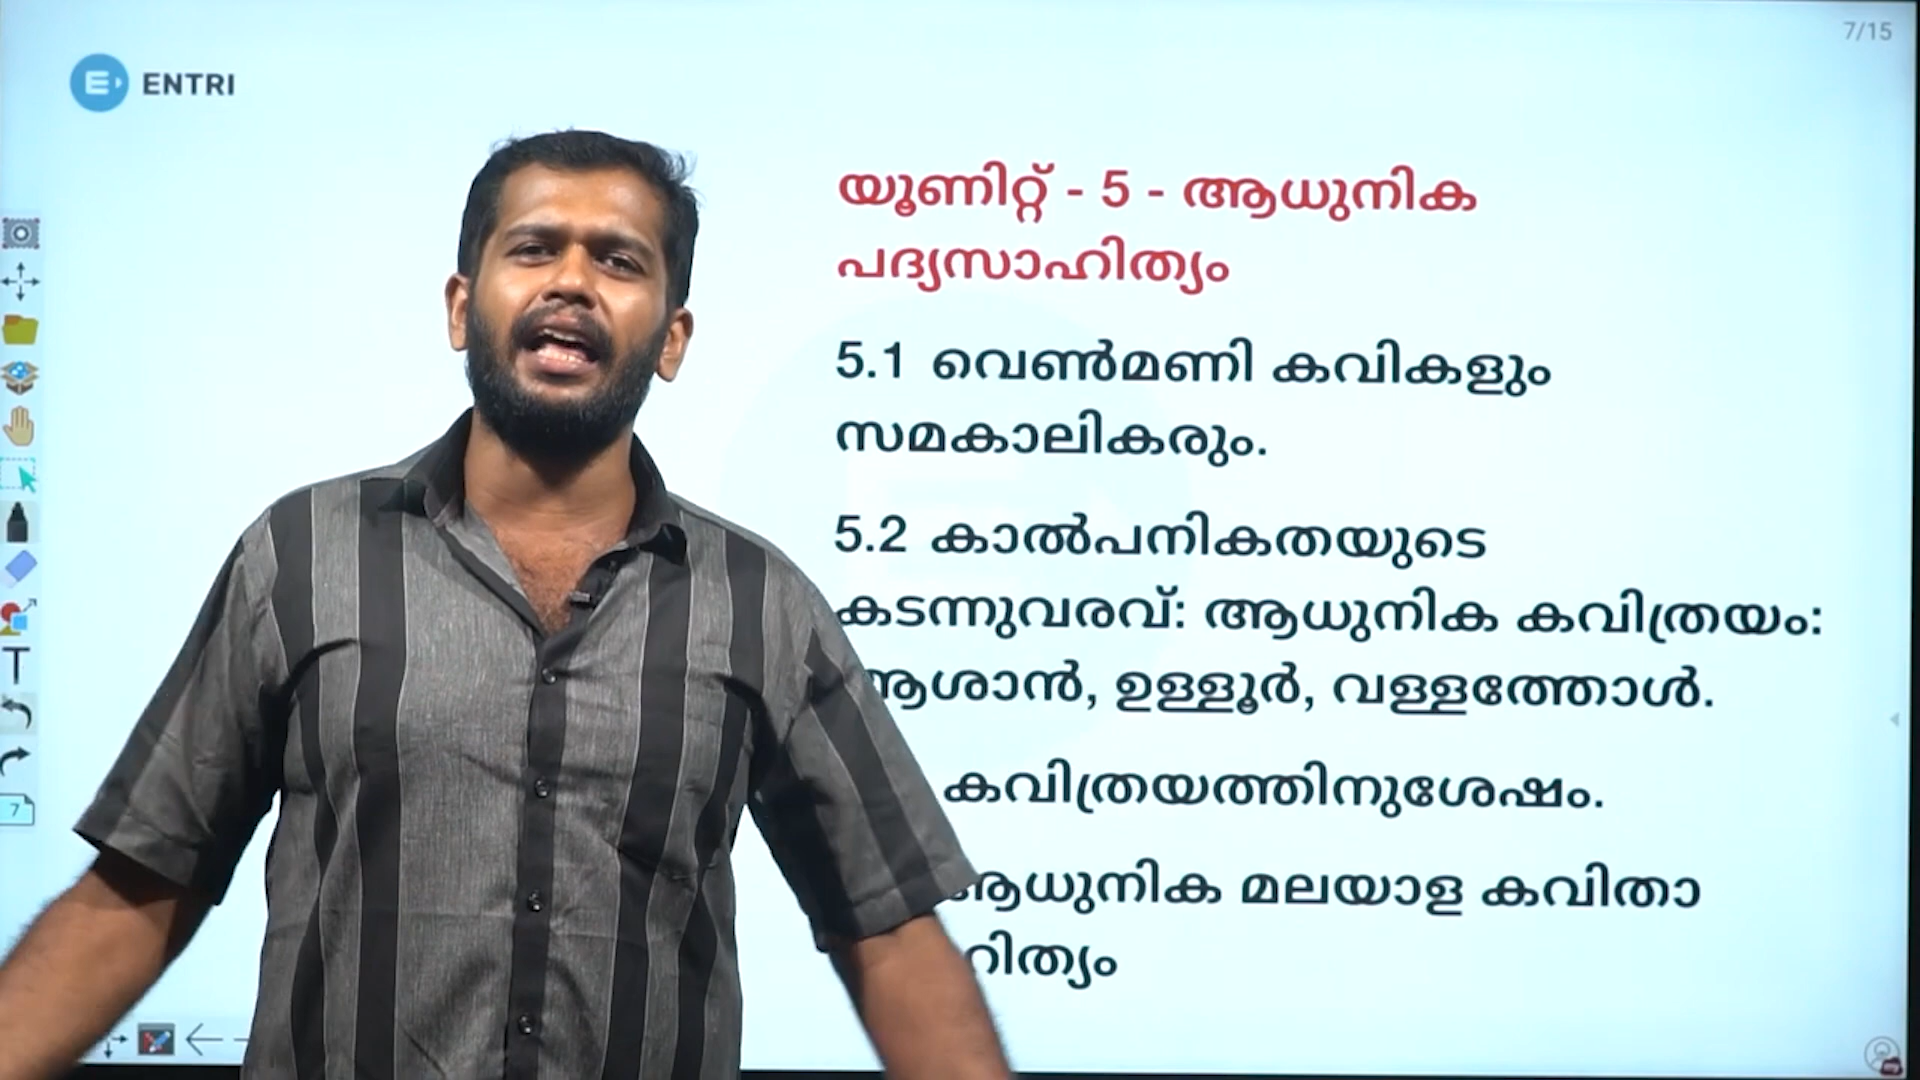 7/15
ENTRI
യൂണിറ്റ് - 5 - ആധുനിക
പദ്യസാഹിത്യം
5.1 വെൺമണി കവികളും
സമകാലികരും.
5.2 കാൽപനികതയുടെ
കടന്നുവരവ്: ആധുനിക കവിത്രയം:
ആശാൻ, ഉള്ളൂർ, വള്ളത്തോൾ.
കവിത്രയത്തിനുശേഷം.
ആധുനിക മലയാള കവിതാ
7